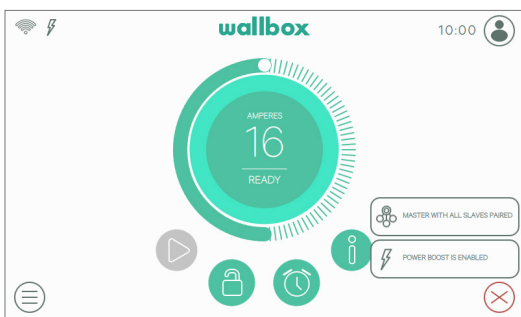 wallbox
10:00
AMPERES
16
READY
MASTER WITH ALL SLAVES PAIRED
POWER BOOST IS ENABLED